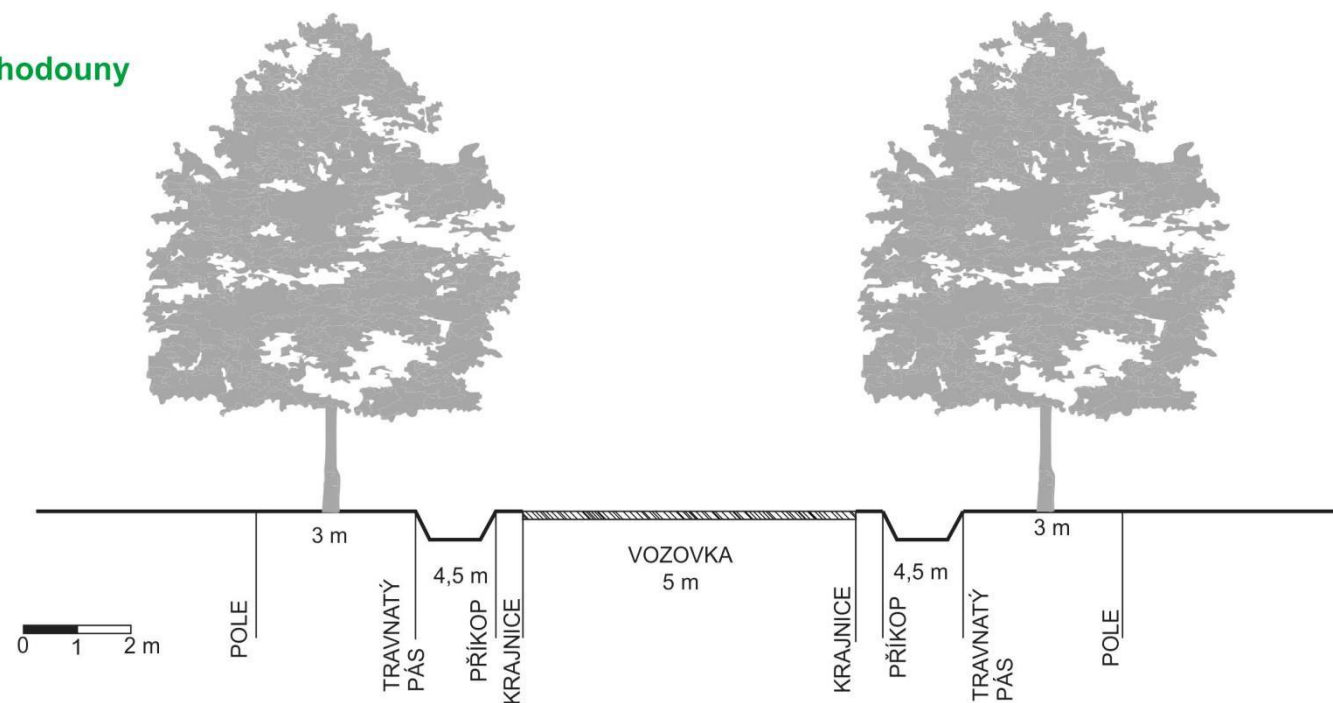 hodouny
3 m
3 m
VOZOVKA
5 m
4,5 m
4,5 m
0 1 2 m
POLE
TRAVNATÝ
PÁS
PŘÍKOP
KRAJNICE
KRAJNICE
PŘÍKOP
TRAVNATÝ
PÁS
POLE